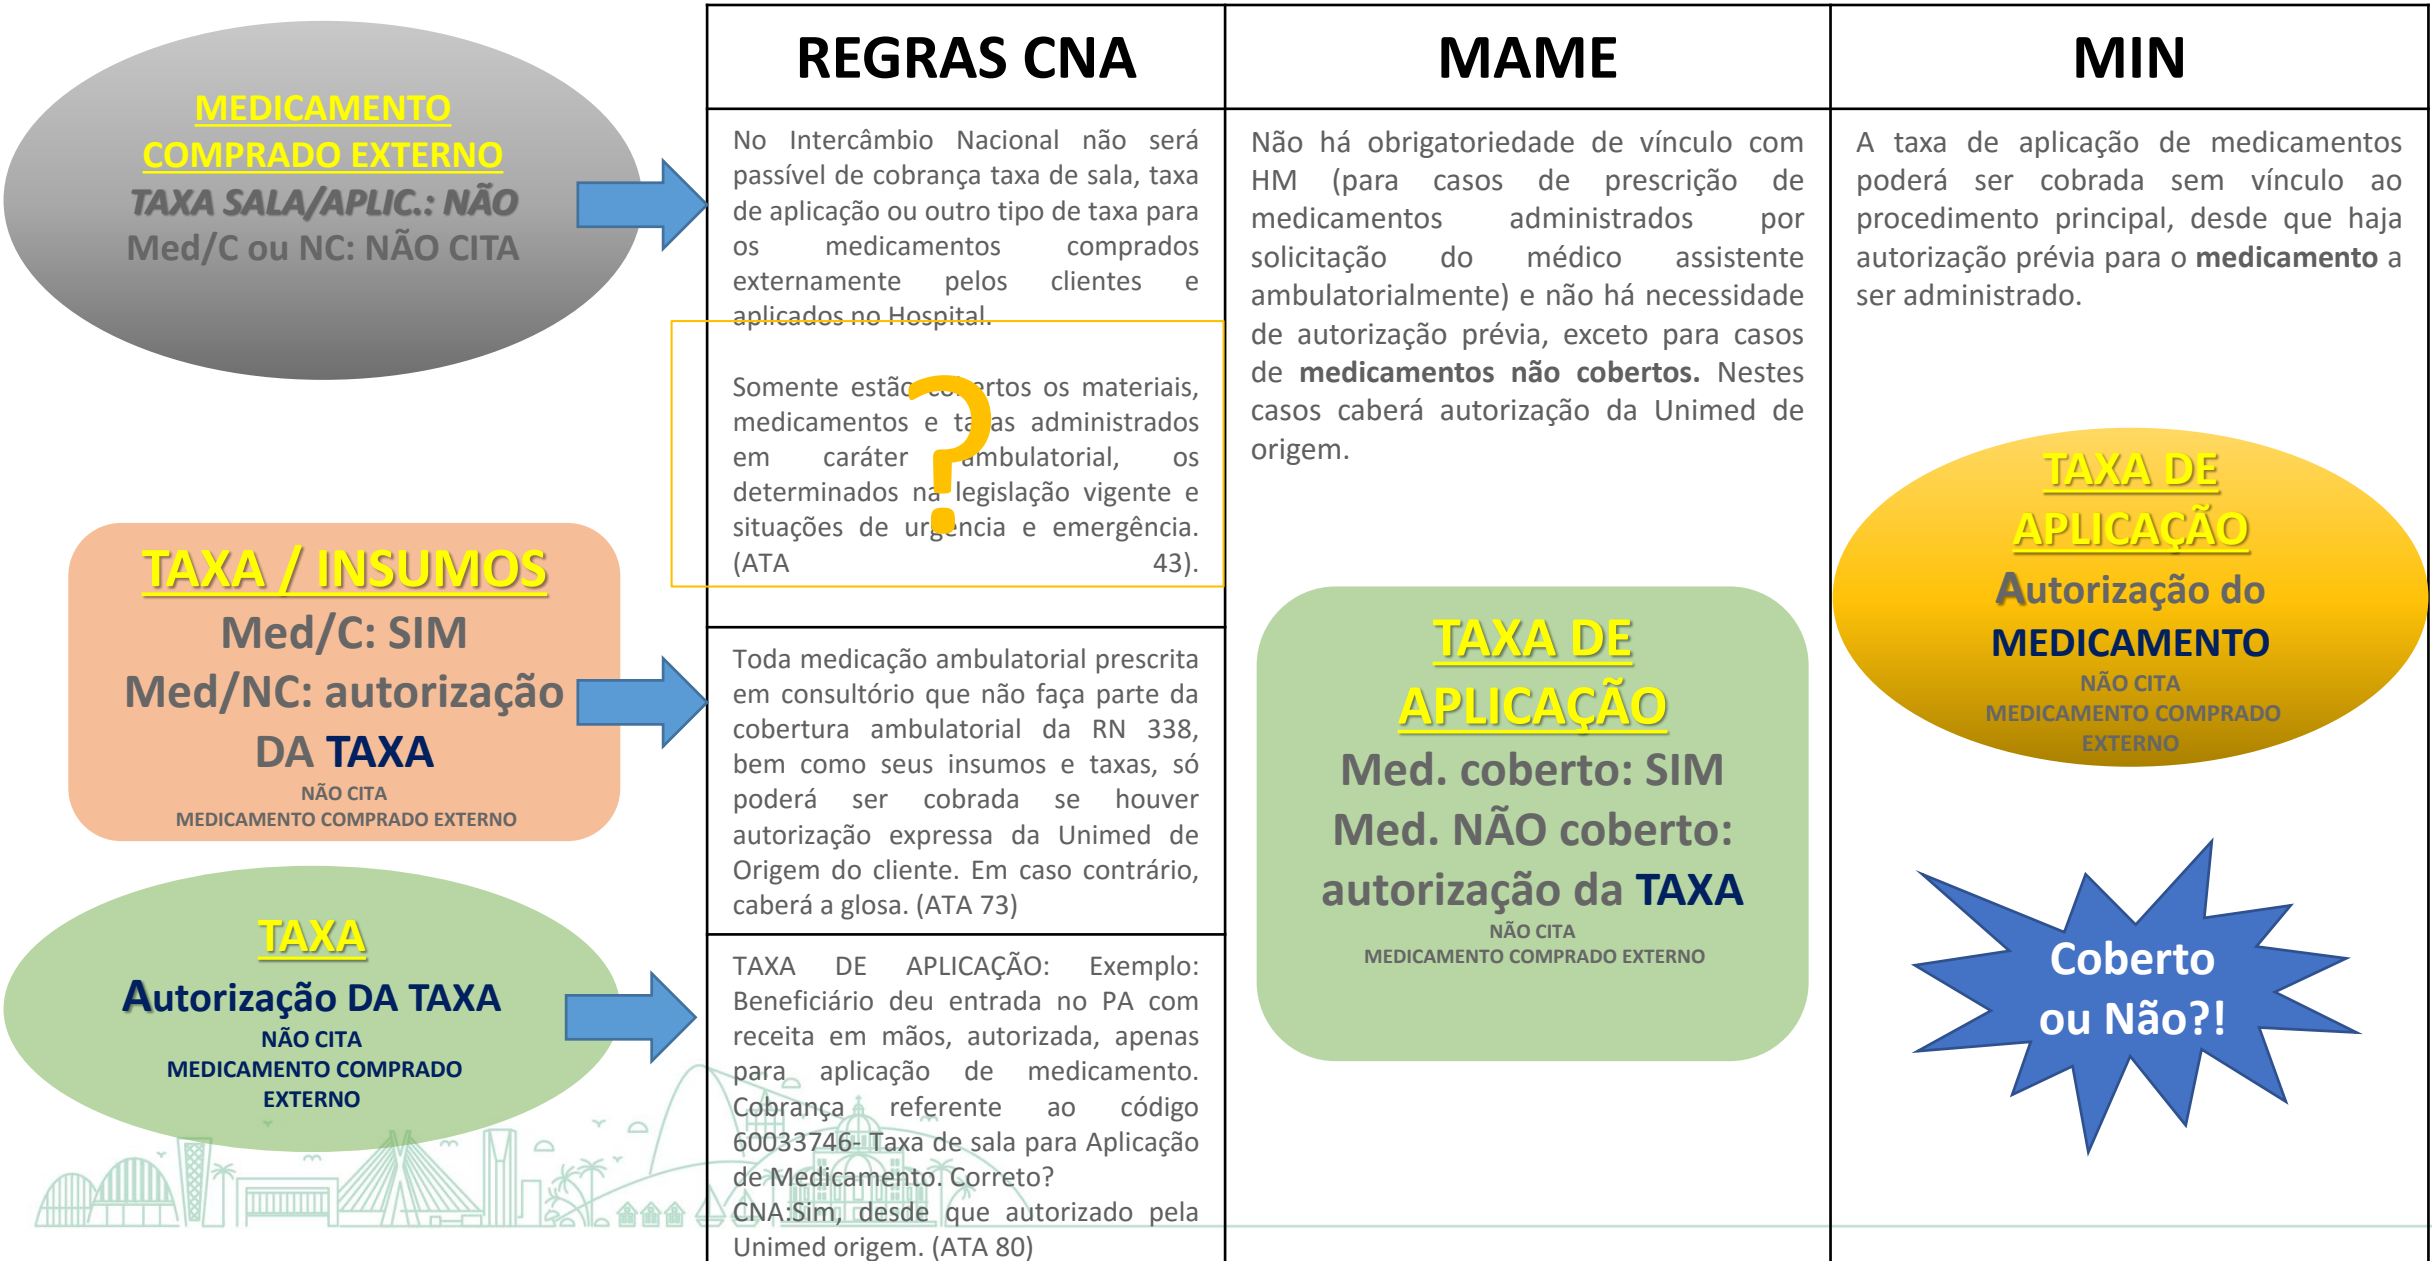 MEDICAMENTO
COMPRADO EXTERNO
TAXA SALA/APLIC.: NÃO
Med/C ou NC: NÃO CITA
TAXA / INSUMOS
Med/C: SIM
Med/NC: autorização
DA TAXA
NÃO CITA
MEDICAMENTO COMPRADO EXTERNO
TAXA
Autorização DA TAXA
NÃO CITA
MEDICAMENTO COMPRADO
EXTERNO
REGRAS CNA
No Intercâmbio Nacional não será
passível de cobrança taxa de sala, taxa
de aplicação ou outro tipo de taxa para
os medicamentos comprados
externamente pelos clientes e
aplicados no Hospital.
Somente estão cobertos os materiais,
medicamentos e taxas administrados
em caráter ambulatorial, os
determinados na legislação vigente e
situações de urgência e emergência.
(ATA 43).
?
Toda medicação ambulatorial prescrita
em consultório que não faça parte da
cobertura ambulatorial da RN 338,
bem como seus insumos e taxas, só
poderá ser cobrada se houver
autorização expressa da Unimed de
Origem do cliente. Em caso contrário,
caberá a glosa. (ATA 73)
TAXA DE APLICAÇÃO: Exemplo:
Beneficiário deu entrada no PA com
receita em mãos, autorizada, apenas
para aplicação de medicamento.
Cobrança referente ao código
60033746- Taxa de sala para Aplicação
de Medicamento. Correto?
CNA:Sim, desde que autorizado pela
Unimed origem. (ATA 80)
MAME
Não há obrigatoriedade de vínculo com
HM (para casos de prescrição de
medicamentos administrados por
solicitação do médico assistente
ambulatorialmente) e não há necessidade
de autorização prévia, exceto para casos
de medicamentos não cobertos. Nestes
casos caberá autorização da Unimed de
origem.
TAXA DE
APLICAÇÃO
Med. coberto: SIM
Med. NÃO coberto:
autorização da TAXA
NÃO CITA
MEDICAMENTO COMPRADO EXTERNO
MIN
A taxa de aplicação de medicamentos
poderá ser cobrada sem vínculo ao
procedimento principal, desde que haja
autorização prévia para o medicamento a
ser administrado.
TAXA DE
APLICAÇÃO
Autorização do
MEDICAMENTO
NÃO CITA
MEDICAMENTO COMPRADO
EXTERNO
Coberto
ou Não?!